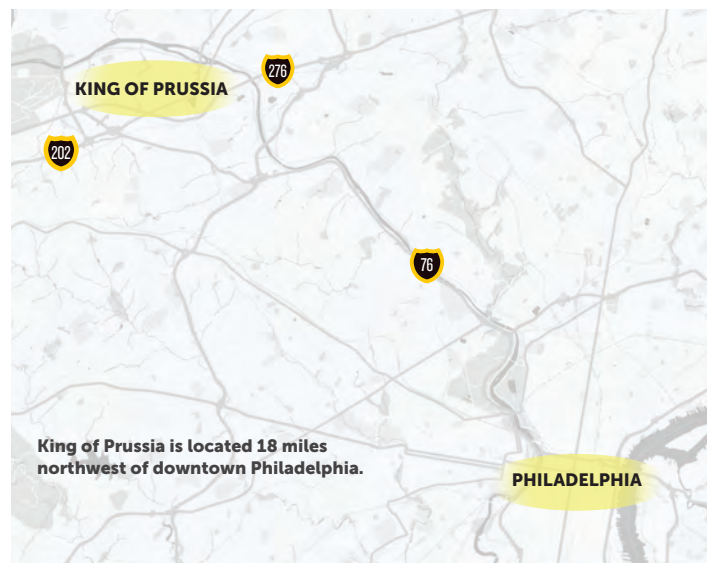 276
KING OF PRUSSIA
202
76
King of Prussia is located 18 miles
northwest of downtown Philadelphia.
PHILADELPHIA